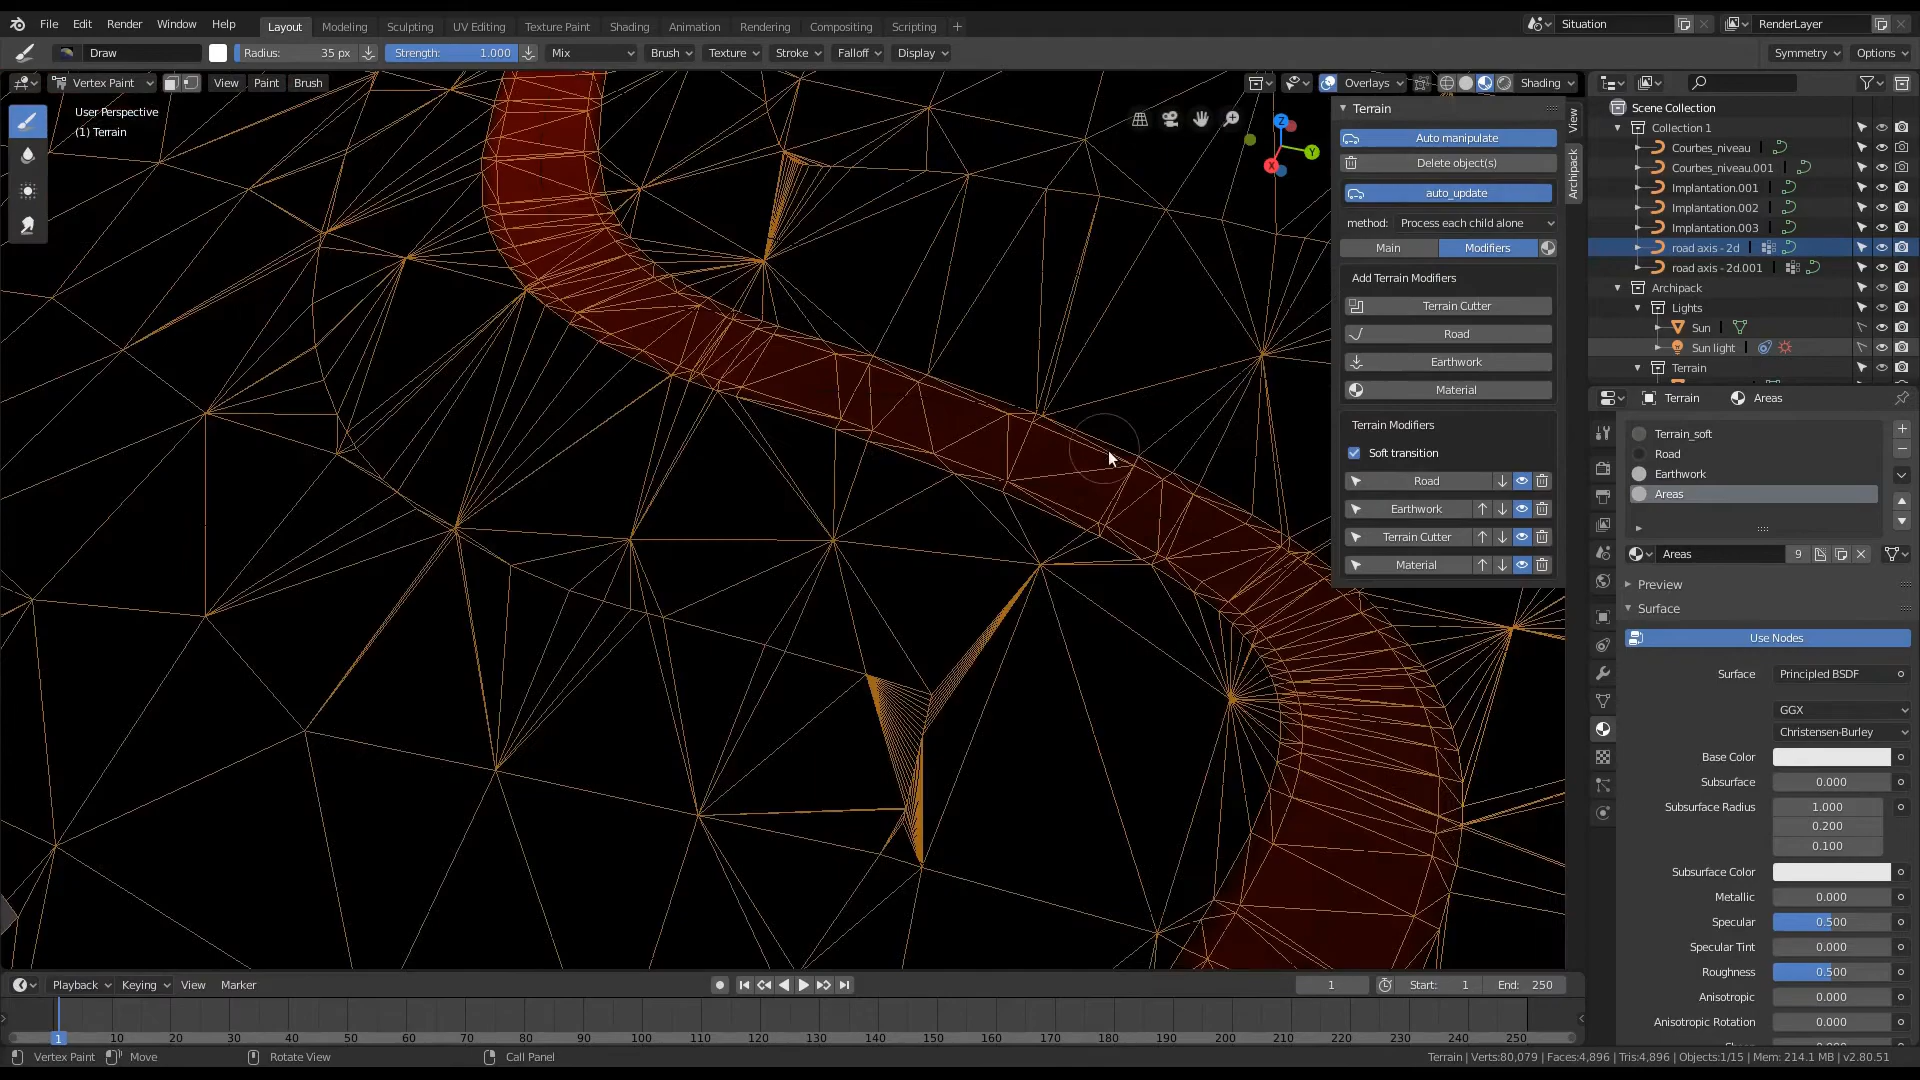 File Edit Render Window Help Layout Modeling Sculpting UV Editing Texture Paint Shading Animation Rendering Compositing Scripting + Situation RenderLayer
Draw Radius: 35 px Strength: 1.000 Mix Brush Texture Stroke Falloff Display Symmetry Options
Vertex Paint View Paint Brush Overlays Shading
User Perspective
(1) Terrain
Z
Y
X
View
Archipack
Terrain
Auto manipulate
Delete object(s)
auto_update
method: Process each child alone
Main Modifiers
Add Terrain Modifiers
Terrain Cutter
Road
Earthwork
Material
Terrain Modifiers
Soft transition
Road
Earthwork
Terrain Cutter
Material
Scene Collection
Collection 1
Courbes_niveau
Courbes_niveau.001
Implantation.001
Implantation.002
Implantation.003
road axis - 2d
road axis - 2d.001
Archipack
Lights
Sun
Sun light
Terrain
Terrain Areas
Terrain_soft
Road
Earthwork
Areas
Areas 9
Preview
Surface
Use Nodes
Surface Principled BSDF
GGX
Christensen-Burley
Base Color
Subsurface 0.000
Subsurface Radius 1.000
0.200
0.100
Subsurface Color
Metallic 0.000
Specular 0.500
Specular Tint 0.000
Roughness 0.500
Anisotropic 0.000
Anisotropic Rotation 0.000
Playback Keying View Marker 1 Start: 1 End: 250
1 10 20 30 40 50 60 70 80 90 100 110 120 130 140 150 160 170 180 190 200 210 220 230 240 250
Vertex Paint Move Rotate View Call Panel Terrain | Verts:80,079 | Faces:4,896 | Tris:4,896 | Objects:1/15 | Mem: 214.1 MB | v2.80.51